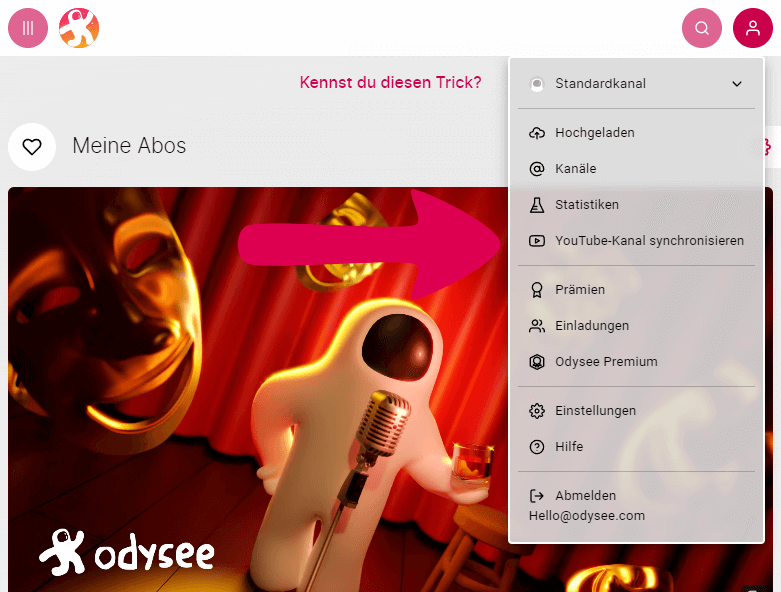 Kennst du diesen Trick?
Standardkanal
Meine Abos
Hochgeladen
Kanäle
Statistiken
YouTube-Kanal synchronisieren
Prämien
Einladungen
Odysee Premium
Einstellungen
Hilfe
Abmelden
Hello@odysee.com
odysee